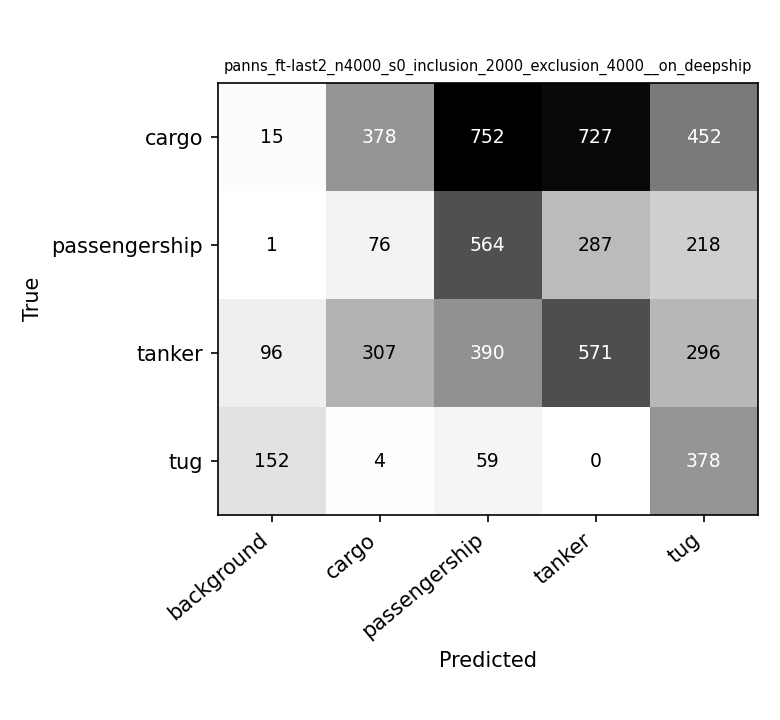 panns_ft-last2_n4000_s0_inclusion_2000_exclusion_4000__on_deepship
True
cargo 15 378 752 727 452
passengership 1 76 564 287 218
tanker 96 307 390 571 296
tug 152 4 59 0 378
background cargo passengership tanker tug
Predicted